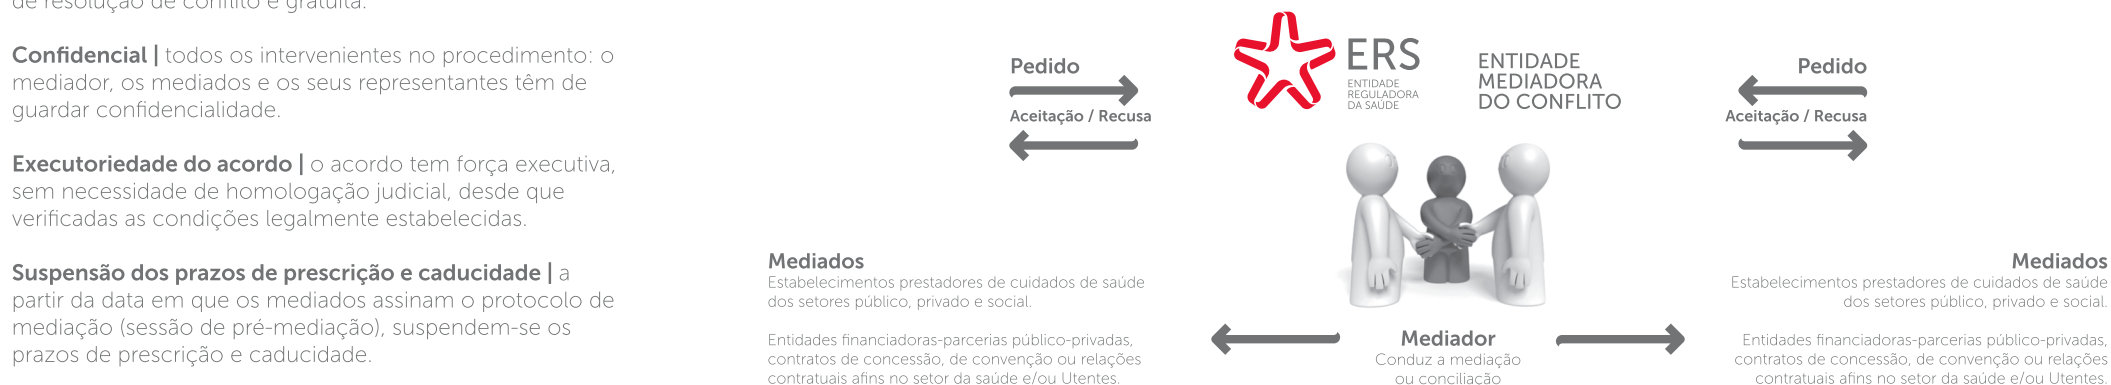 de resolução de conflito é gratuita.
Confidencial | todos os intervenientes no procedimento: o
mediador, os mediados e os seus representantes têm de
guardar confidencialidade.
Executoriedade do acordo | o acordo tem força executiva,
sem necessidade de homologação judicial, desde que
verificadas as condições legalmente estabelecidas.
Suspensão dos prazos de prescrição e caducidade | a
partir da data em que os mediados assinam o protocolo de
mediação (sessão de pré-mediação), suspendem-se os
prazos de prescrição e caducidade.
Pedido
Aceitação / Recusa
ERS
ENTIDADE
REGULADORA
DA SAÚDE
ENTIDADE
MEDIADORA
DO CONFLITO
Pedido
Aceitação / Recusa
Mediados
Estabelecimentos prestadores de cuidados de saúde
dos setores público, privado e social.
Entidades financiadoras-parcerias público-privadas,
contratos de concessão, de convenção ou relações
contratuais afins no setor da saúde e/ou Utentes.
Mediador
Conduz a mediação
ou conciliação
Mediados
Estabelecimentos prestadores de cuidados de saúde
dos setores público, privado e social.
Entidades financiadoras-parcerias público-privadas,
contratos de concessão, de convenção ou relações
contratuais afins no setor da saúde e/ou Utentes.